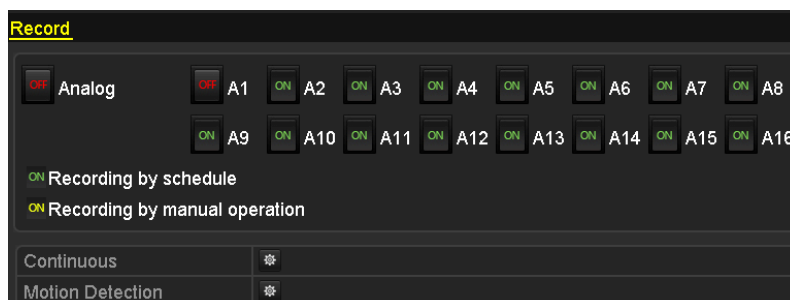 Record
OFF Analog OFF A1 ON A2 ON A3 ON A4 ON A5 ON A6 ON A7 ON A8
ON A9 ON A10 ON A11 ON A12 ON A13 ON A14 ON A15 ON A16
ON Recording by schedule
ON Recording by manual operation
Continuous
Motion Detection